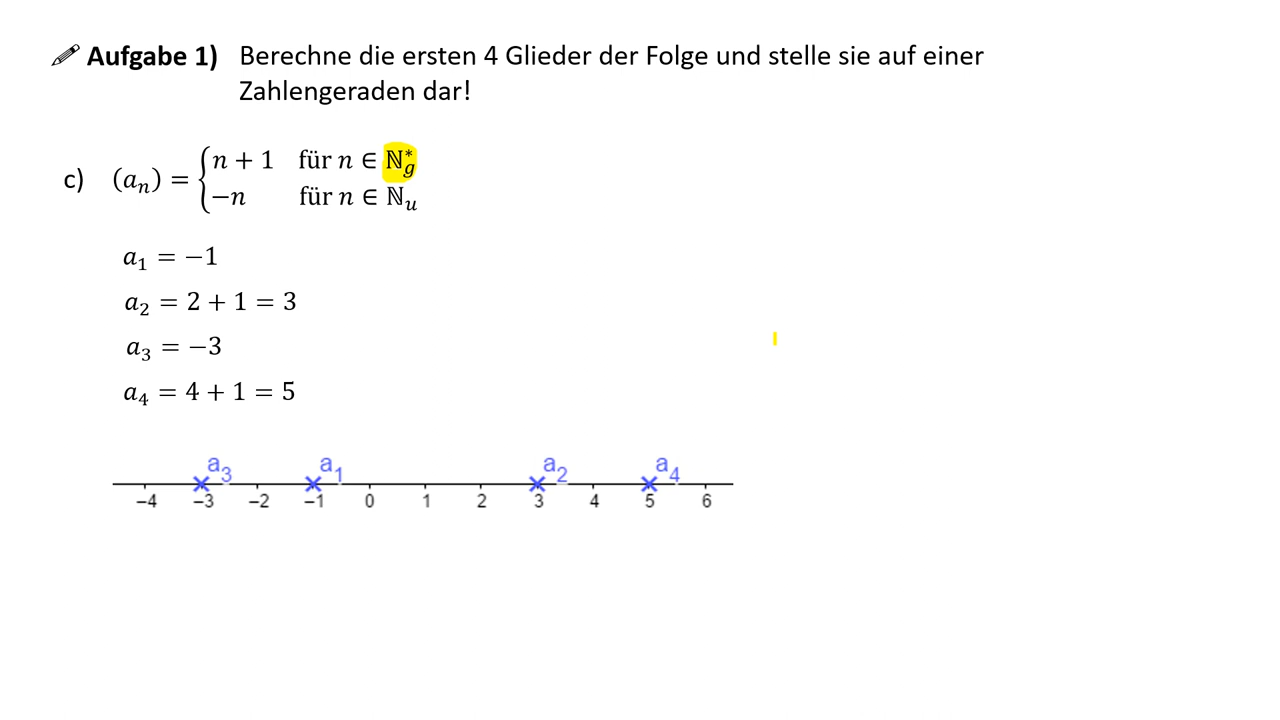 Aufgabe 1) Berechne die ersten 4 Glieder der Folge und stelle sie auf einer
Zahlengeraden dar!
c) (aₙ) = { n + 1 für n ∈ ℕ*g
−n für n ∈ ℕᵤ
a₁ = −1
a₂ = 2 + 1 = 3
a₃ = −3
a₄ = 4 + 1 = 5
a₃ a₁ a₂ a₄
−4 −3 −2 −1 0 1 2 3 4 5 6